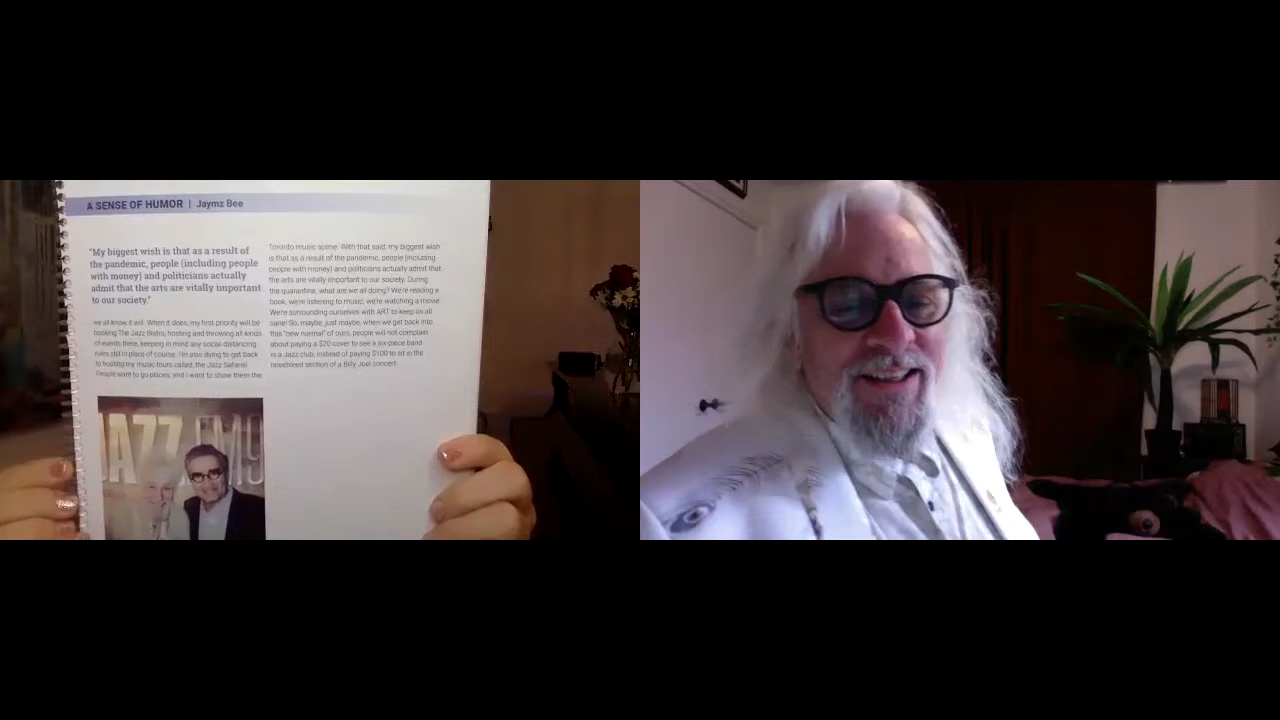 A SENSE OF HUMOR | Jaymz Bee
"My biggest wish is that as a result of
the pandemic, people (including people
with money) and politicians actually
admit that the arts are vitally important
to our society."
we all know it will. When it does, my first priority will be
booking The Jazz Bistro, hosting and throwing all kinds
of events there, keeping in mind any social-distancing
rules still in place of course. I'm also dying to get back
to hosting my music tours called, the Jazz Safaris!
People want to go places, and I want to show them the
Toronto music scene. With that said, my biggest wish
is that as a result of the pandemic, people (including
people with money) and politicians actually admit that
the arts are vitally important to our society. During
the quarantine, what are we all doing? We're reading a
book, we're listening to music, we're watching a movie.
We're surrounding ourselves with ART to keep us all
sane! So, maybe, just maybe, when we get back into
this "new normal" of ours, people will not complain
about paying a $20 cover to see a six-piece band
in a Jazz club, instead of paying $100 to sit in the
nosebleed section of a Billy Joel concert.
JAZZ FM9